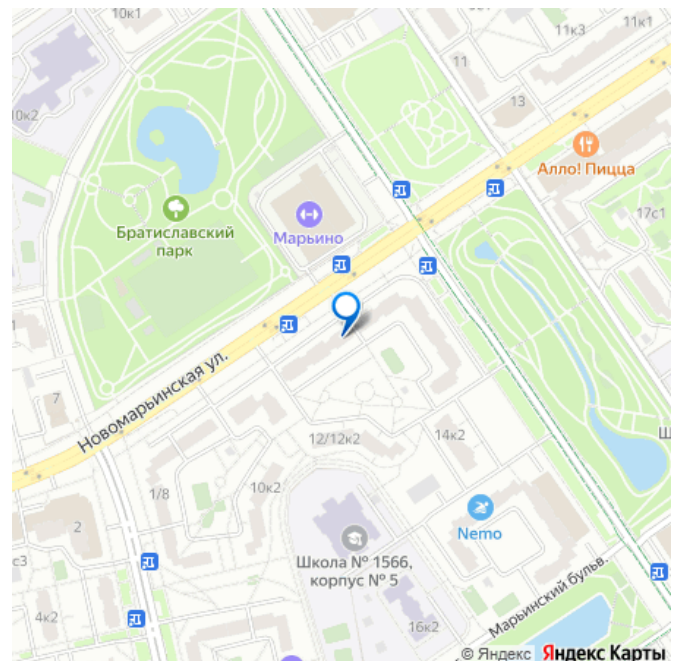 10к1
11к1
11к3
11
10к2
13
Алло! Пицца
17с1
Братиславский
парк
Марьино
Новомарьинская ул.
7
12/12к2
14к2
1/8
10к2
2
Nemo
Школа № 1566,
корпус № 5
Марьинский бульв.
4к2
16к2
© Яндекс Яндекс Карты